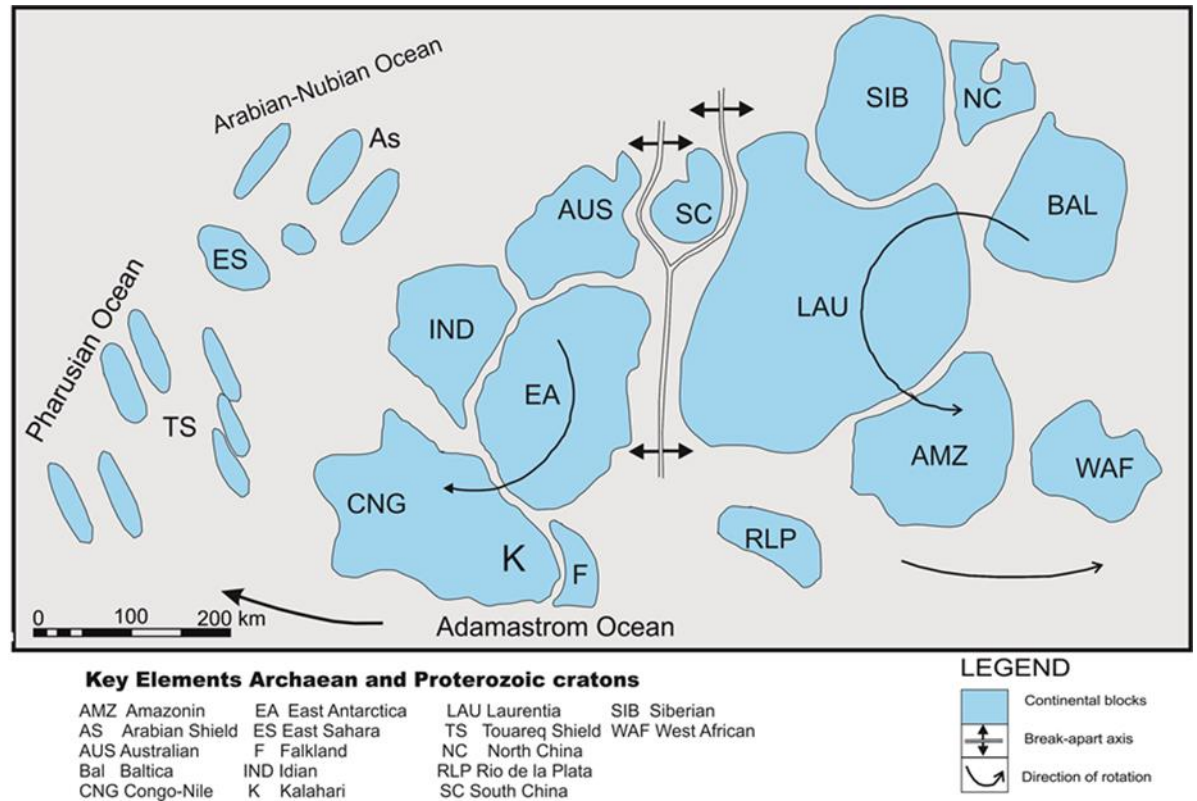 Arabian-Nubian Ocean
As
SIB
NC
AUS
SC
BAL
ES
Pharusian Ocean
IND
LAU
EA
TS
CNG
AMZ
WAF
K
F
RLP
0 100 200 km
Adamastrom Ocean
Key Elements Archaean and Proterozoic cratons
AMZ Amazonin EA East Antarctica LAU Laurentia SIB Siberian
AS Arabian Shield ES East Sahara TS Touareq Shield WAF West African
AUS Australian F Falkland NC North China
Bal Baltica IND Idian RLP Rio de la Plata
CNG Congo-Nile K Kalahari SC South China
LEGEND
Continental blocks
Break-apart axis
Direction of rotation